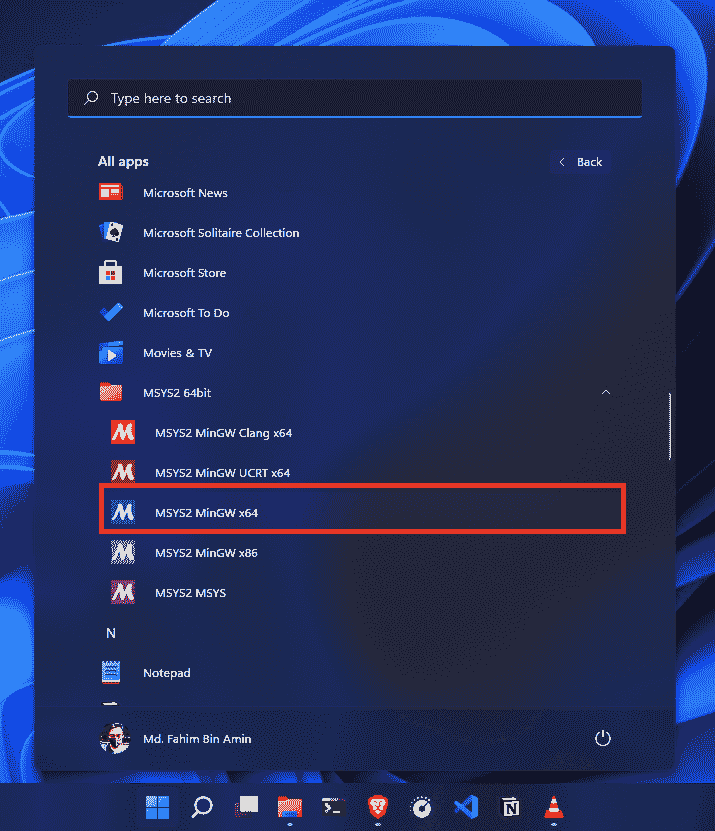 Type here to search
All apps
Back
Microsoft News
Microsoft Solitaire Collection
Microsoft Store
Microsoft To Do
Movies & TV
MSYS2 64bit
MSYS2 MinGW Clang x64
MSYS2 MinGW UCRT x64
MSYS2 MinGW x64
MSYS2 MinGW x86
MSYS2 MSYS
N
Notepad
Md. Fahim Bin Amin